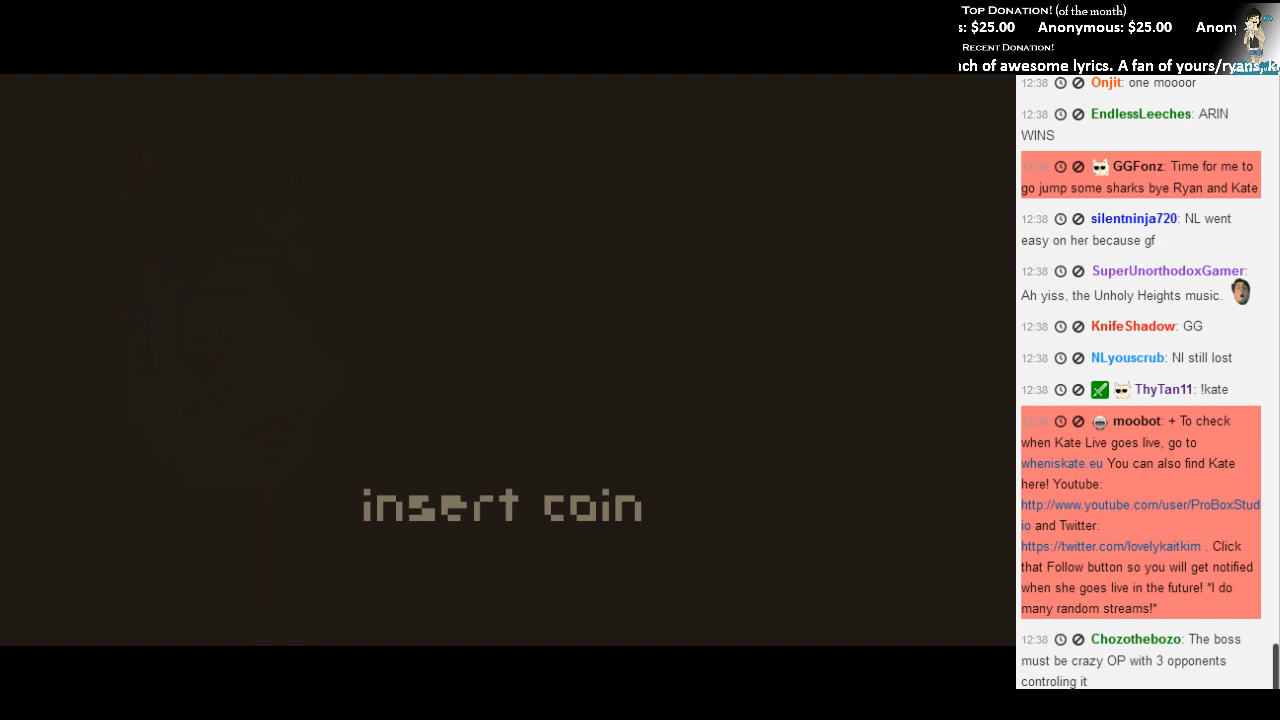 Top Donation! (of the month)
s: $25.00 Anonymous: $25.00 Anony
Recent Donation!
ch of awesome lyrics. A fan of yours/ryans.
12:38 Onjit: one moooor
12:38 EndlessLeeches: ARIN
WINS
12:38 GGFonz: Time for me to
go jump some sharks bye Ryan and Kate
12:38 silentninja720: NL went
easy on her because gf
12:38 SuperUnorthodoxGamer:
Ah yiss, the Unholy Heights music.
12:38 KnifeShadow: GG
12:38 NLyouscrub: Nl still lost
12:38 ThyTan11: !kate
12:38 moobot: + To check
when Kate Live goes live, go to
wheniskate.eu You can also find Kate
here! Youtube:
http://www.youtube.com/user/ProBoxStud
io and Twitter:
https://twitter.com/lovelykaitkim . Click
that Follow button so you will get notified
when she goes live in the future! *I do
many random streams!*
12:38 Chozothebozo: The boss
must be crazy OP with 3 opponents
controling it
insert coin